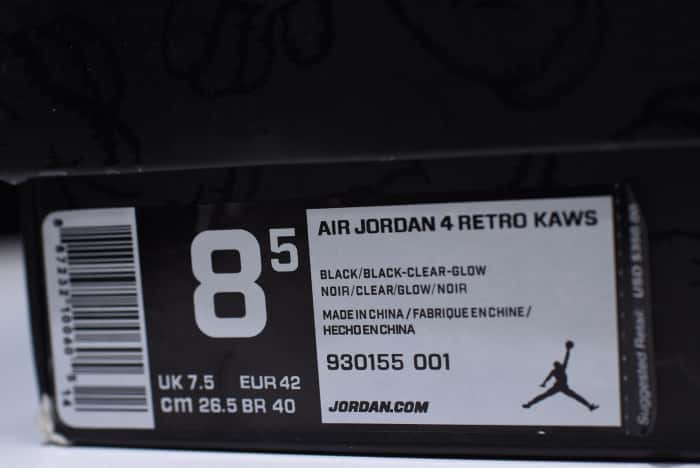 8 5
UK 7.5 EUR 42
cm 26.5 BR 40
AIR JORDAN 4 RETRO KAWS
BLACK/BLACK-CLEAR-GLOW
NOIR/CLEAR/GLOW/NOIR
MADE IN CHINA / FABRIQUE EN CHINE /
HECHO EN CHINA
930155 001
JORDAN.COM
Suggested Retail: USD